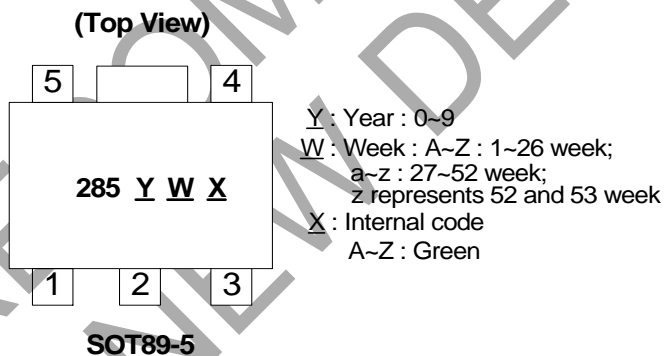 (Top View)
5 4
285 Y W X
1 2 3
SOT89-5
Y : Year : 0~9
W : Week : A~Z : 1~26 week;
a~z : 27~52 week;
z represents 52 and 53 week
X : Internal code
A~Z : Green